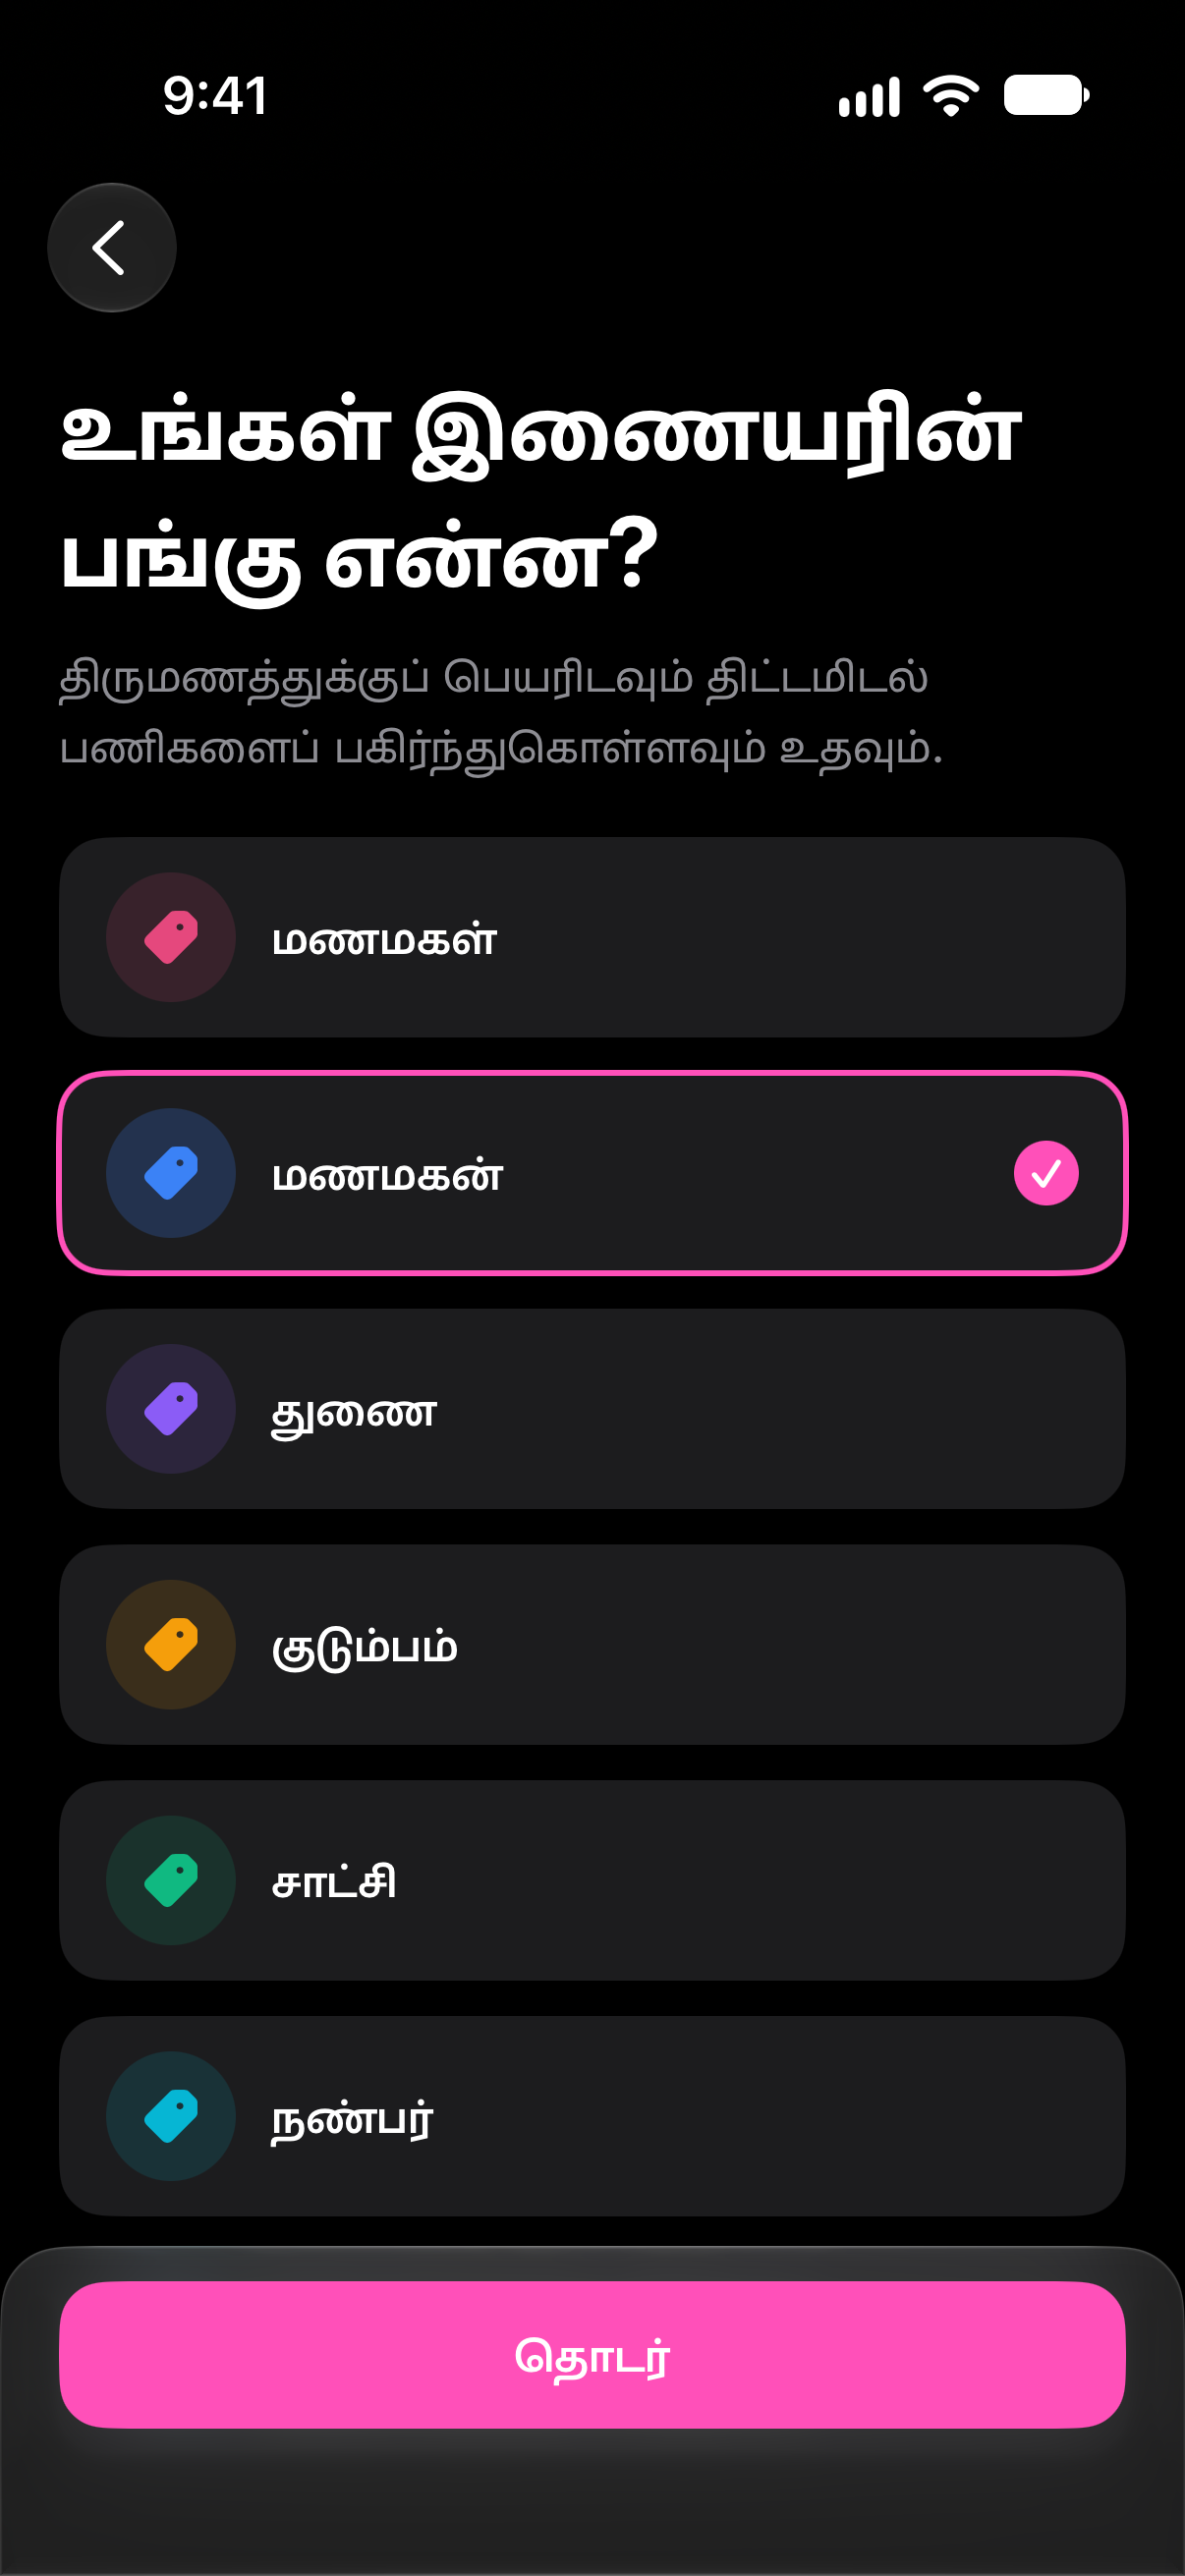 9:41
உங்கள் இணையரின்
பங்கு என்ன?
திருமணத்துக்குப் பெயரிடவும் திட்டமிடல்
பணிகளைப் பகிர்ந்துகொள்ளவும் உதவும்.
மணமகள்
மணமகன்
துணை
குடும்பம்
சாட்சி
நண்பர்
தொடர்